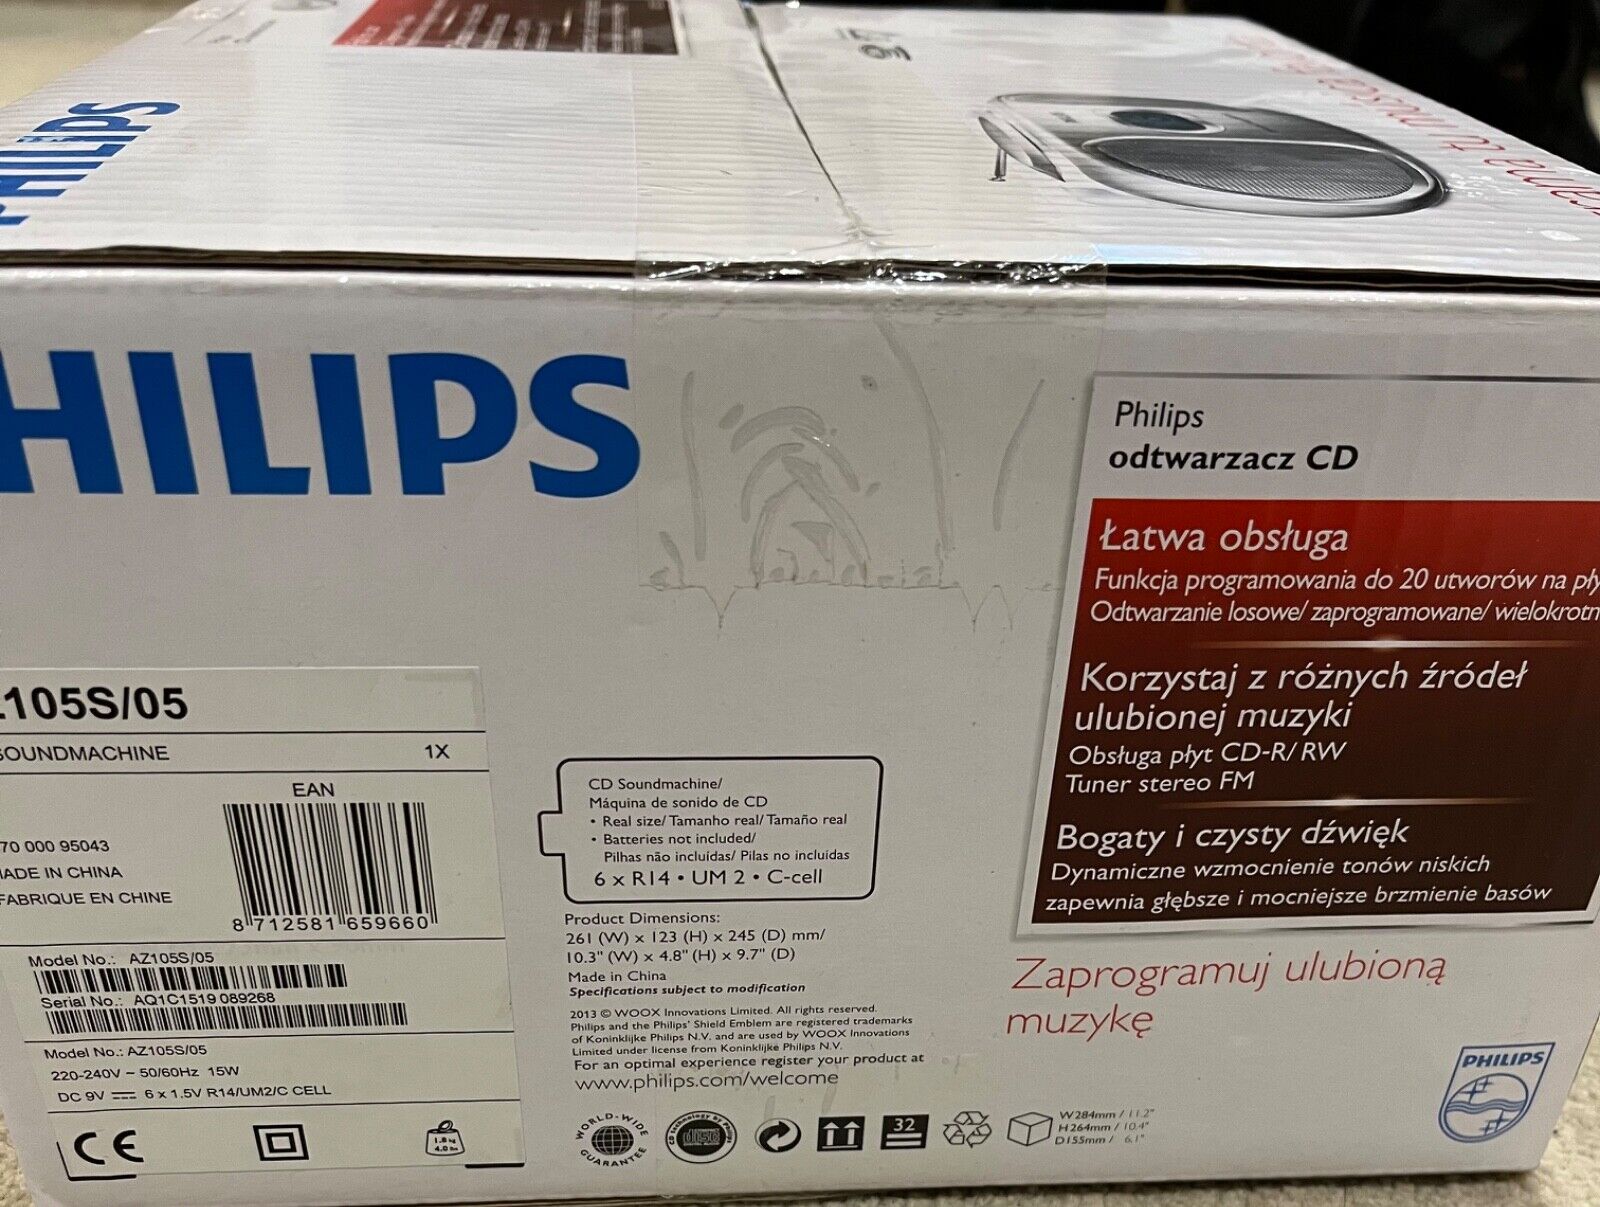 PHILIPS
HILIPS
105S/05
SOUNDMACHINE 1X
EAN
70 000 95043
MADE IN CHINA
FABRIQUE EN CHINE
8 712581 659660
Model No.: AZ105S/05
Serial No.: AQ1C1519 089268
Model No.: AZ105S/05
220-240V ~ 50/60Hz 15W
DC 9V 6 x 1.5V R14/UM2/C CELL
CE
CD Soundmachine/
Máquina de sonido de CD
• Real size/ Tamanho real/ Tamaño real
• Batteries not included/
Pilhas não incluídas/ Pilas no incluidas
6 x R14 • UM 2 • C-cell
Product Dimensions:
261 (W) x 123 (H) x 245 (D) mm/
10.3" (W) x 4.8" (H) x 9.7" (D)
Made in China
Specifications subject to modification
2013 © WOOX Innovations Limited. All rights reserved.
Philips and the Philips' Shield Emblem are registered trademarks
of Koninklijke Philips N.V. and are used by WOOX Innovations
Limited under license from Koninklijke Philips N.V.
For an optimal experience register your product at
www.philips.com/welcome
WORLD-WIDE
GUARANTEE
CD technology by Philips
disc
32
W284mm / 11.2"
H264mm / 10.4"
D155mm / 6.1"
Philips
odtwarzacz CD
Łatwa obsługa
Funkcja programowania do 20 utworów na pły
Odtwarzanie losowe/ zaprogramowane/ wielokrotn
Korzystaj z różnych źródeł
ulubionej muzyki
Obsługa płyt CD-R/ RW
Tuner stereo FM
Bogaty i czysty dźwięk
Dynamiczne wzmocnienie tonów niskich
zapewnia głębsze i mocniejsze brzmienie basów
Zaprogramuj ulubioną
muzykę
PHILIPS